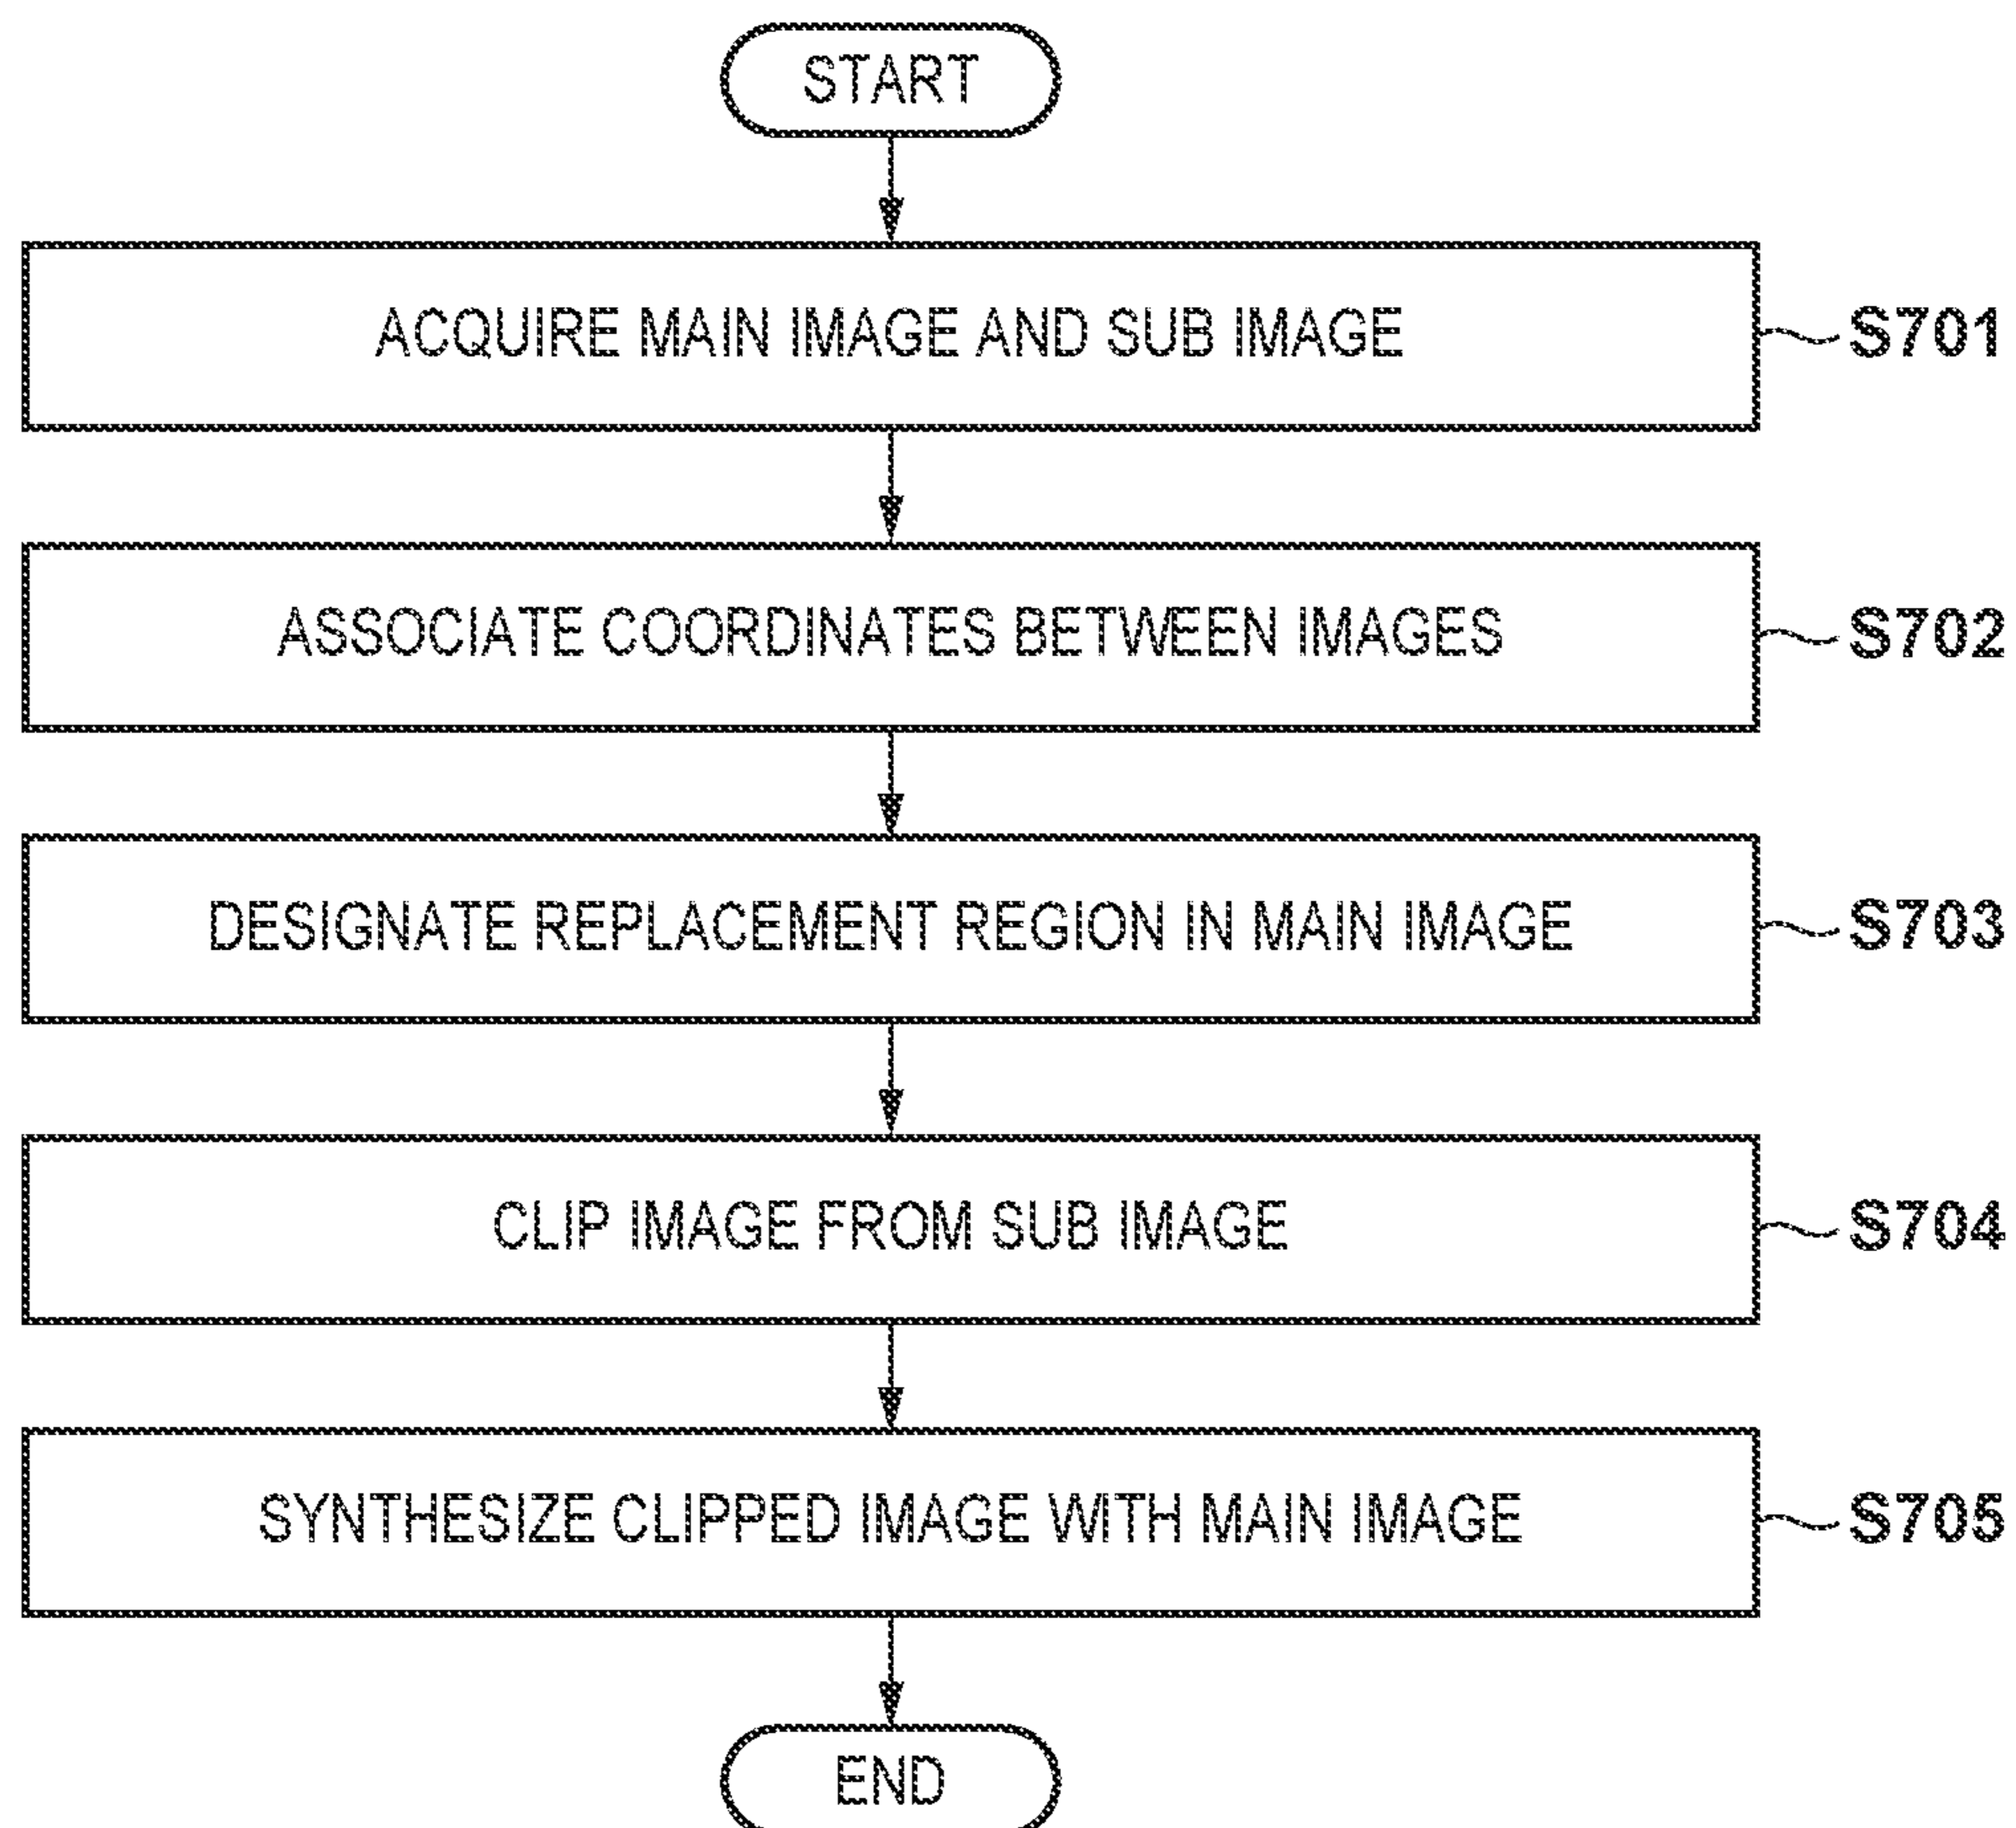 START
ACQUIRE MAIN IMAGE AND SUB IMAGE
S701
ASSOCIATE COORDINATES BETWEEN IMAGES
S702
DESIGNATE REPLACEMENT REGION IN MAIN IMAGE
S703
CLIP IMAGE FROM SUB IMAGE
S704
SYNTHESIZE CLIPPED IMAGE WITH MAIN IMAGE
S705
END